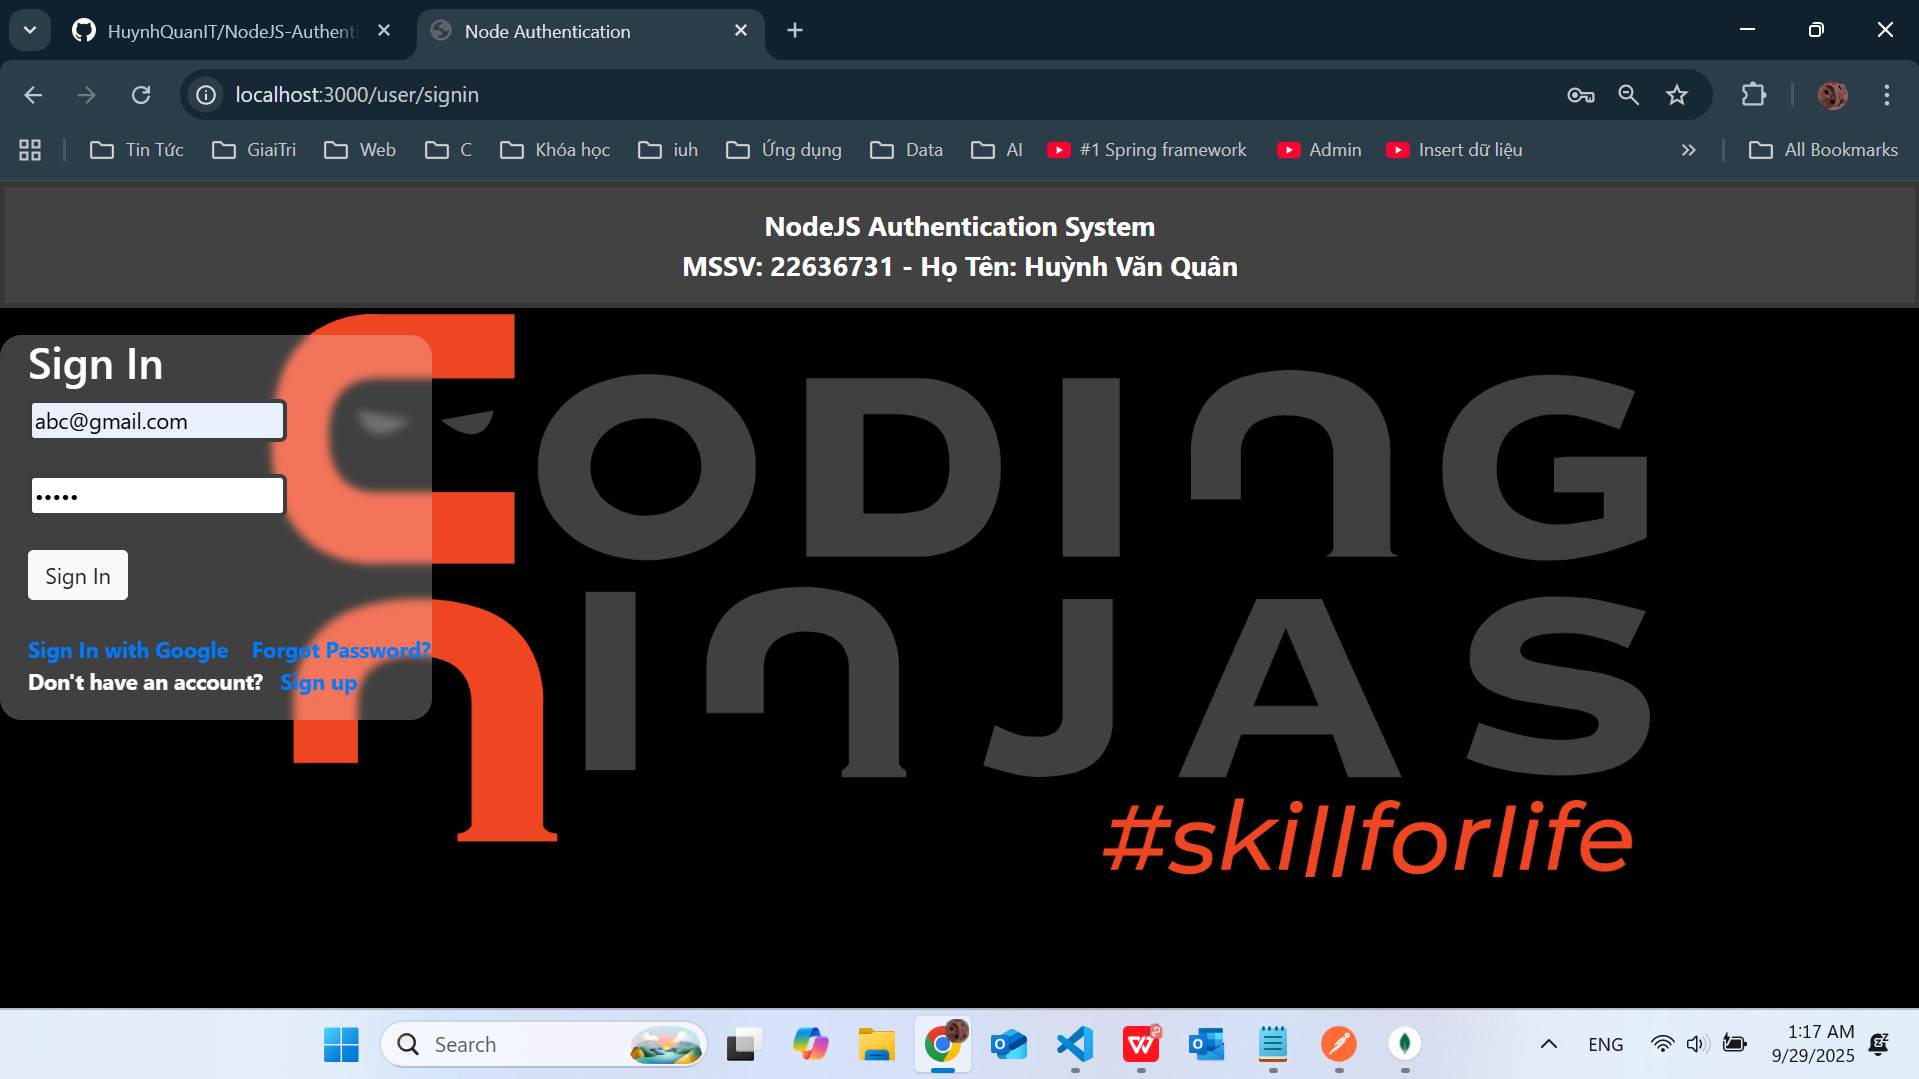 HuynhQuanIT/NodeJS-Authenti
Node Authentication
localhost:3000/user/signin
Tin Tức
GiaiTri
Web
C
Khóa học
iuh
Ứng dụng
Data
AI
#1 Spring framework
Admin
Insert dữ liệu
All Bookmarks
NodeJS Authentication System
MSSV: 22636731 - Họ Tên: Huỳnh Văn Quân
Sign In
abc@gmail.com
•••••
Sign In
Sign In with Google Forgot Password?
Don't have an account? Sign up
CODING
NINJAS
#skillforlife
Search
ENG
1:17 AM
9/29/2025